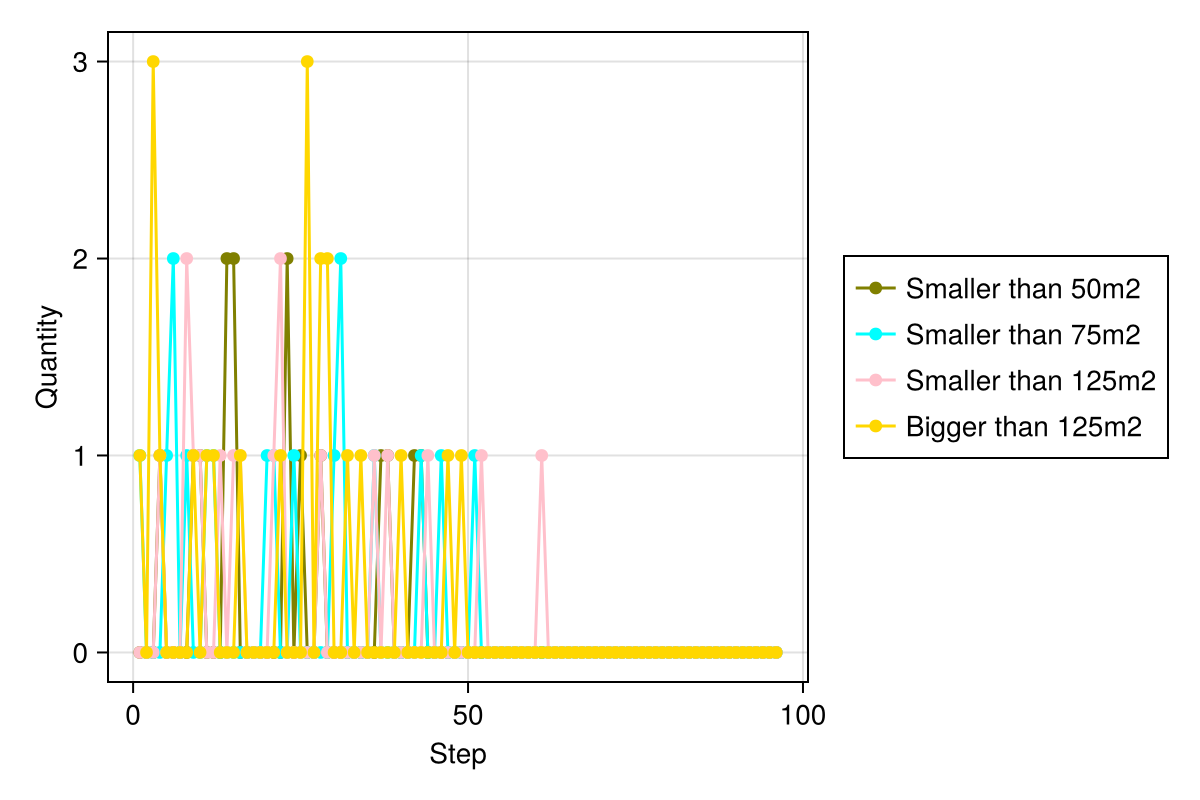 3
2
1
0
Quantity
0
50
100
Step
Smaller than 50m2
Smaller than 75m2
Smaller than 125m2
Bigger than 125m2